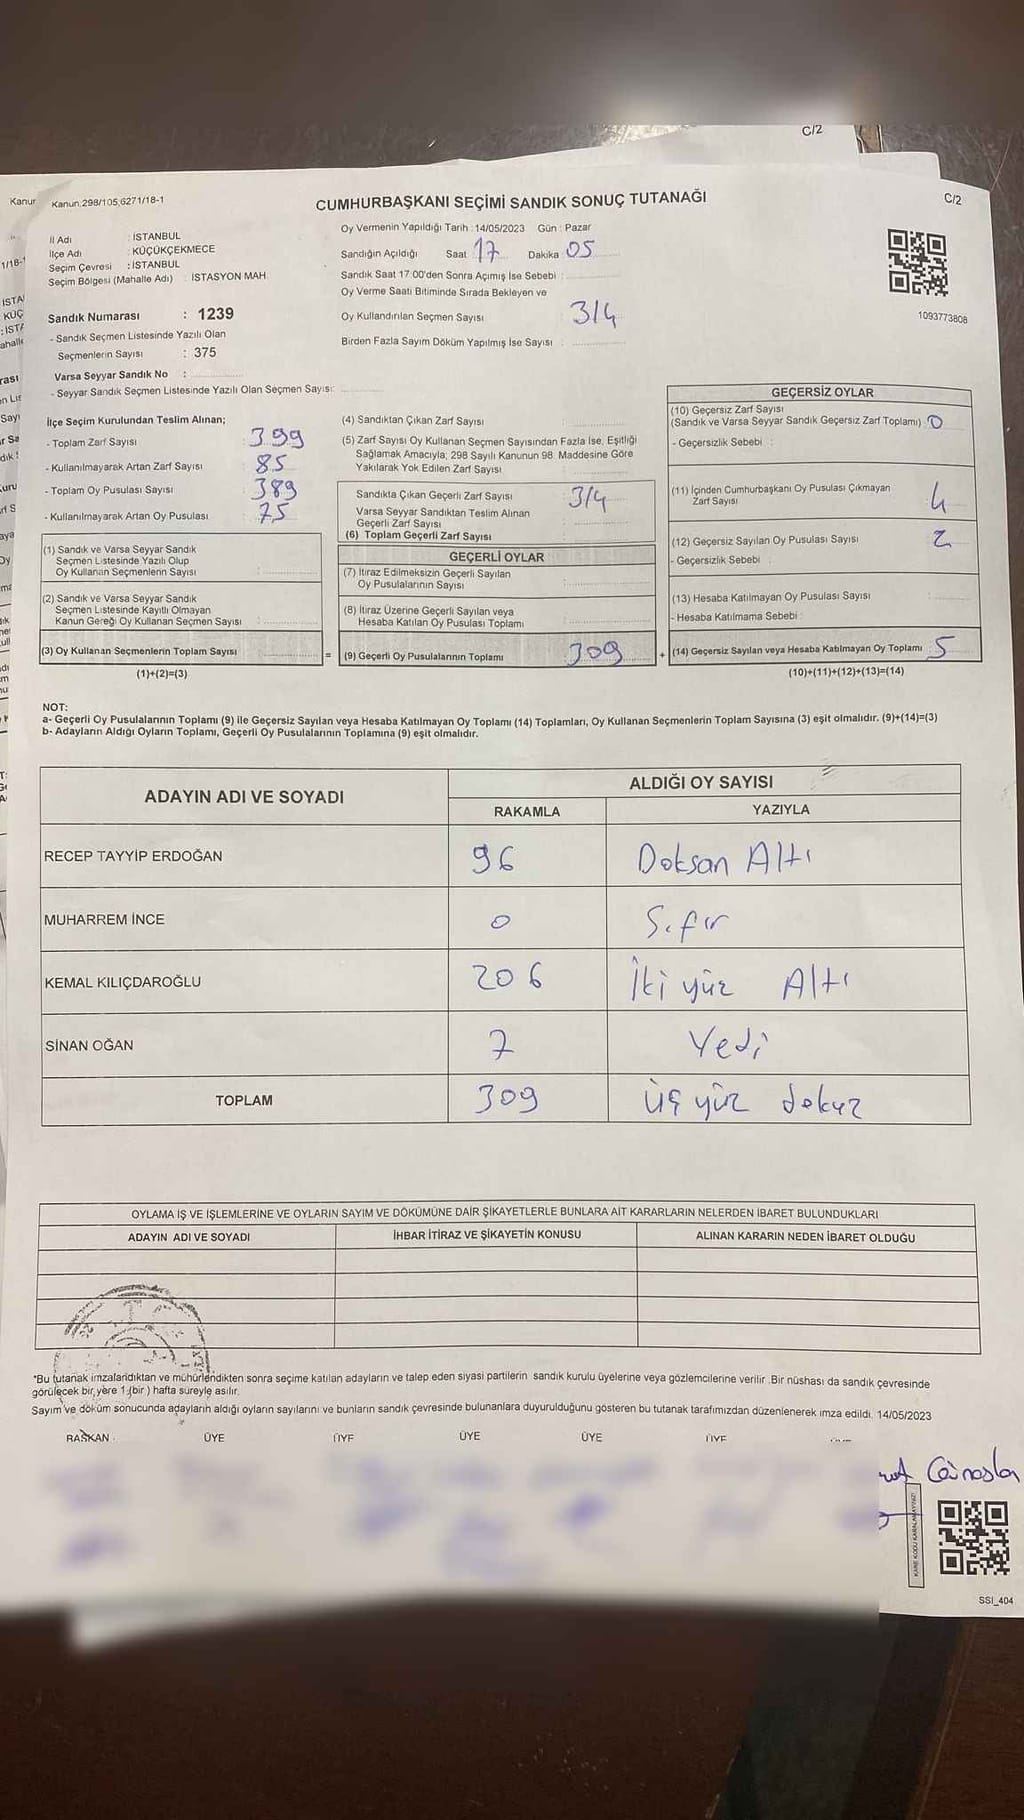 C/2
Kanun 298/105,6271/18-1
CUMHURBAŞKANI SEÇİMİ SANDIK SONUÇ TUTANAĞI
C/2
İl Adı : İSTANBUL
İlçe Adı : KÜÇÜKÇEKMECE
Seçim Çevresi : İSTANBUL
Seçim Bölgesi (Mahalle Adı) : İSTASYON MAH.
Sandık Numarası : 1239
- Sandık Seçmen Listesinde Yazılı Olan
Seçmenlerin Sayısı : 375
Varsa Seyyar Sandık No :
- Seyyar Sandık Seçmen Listesinde Yazılı Olan Seçmen Sayısı:
Oy Vermenin Yapıldığı Tarih : 14/05/2023 Gün : Pazar
Sandığın Açıldığı Saat 17 Dakika 05
Sandık Saat 17 00'den Sonra Açımış İse Sebebi :
Oy Verme Saati Bitiminde Sırada Bekleyen ve
Oy Kullandırılan Seçmen Sayısı 314
Birden Fazla Sayım Döküm Yapılmış İse Sayısı :
1093773808
İlçe Seçim Kurulundan Teslim Alınan;
- Toplam Zarf Sayısı : 399
- Kullanılmayarak Artan Zarf Sayısı : 85
- Toplam Oy Pusulası Sayısı : 389
- Kullanılmayarak Artan Oy Pusulası : 75
(1) Sandık ve Varsa Seyyar Sandık
Seçmen Listesinde Yazılı Olup
Oy Kullanan Seçmenlerin Sayısı :
(2) Sandık ve Varsa Seyyar Sandık
Seçmen Listesinde Kayıtlı Olmayan
Kanun Gereği Oy Kullanan Seçmen Sayısı :
(3) Oy Kullanan Seçmenlerin Toplam Sayısı =
(1)+(2)=(3)
(4) Sandıktan Çıkan Zarf Sayısı :
(5) Zarf Sayısı Oy Kullanan Seçmen Sayısından Fazla İse, Eşitliği
Sağlamak Amacıyla; 298 Sayılı Kanunun 98. Maddesine Göre
Yakılarak Yok Edilen Zarf Sayısı :
Sandıkta Çıkan Geçerli Zarf Sayısı : 314
Varsa Seyyar Sandıktan Teslim Alınan
Geçerli Zarf Sayısı :
(6) Toplam Geçerli Zarf Sayısı :
GEÇERLİ OYLAR
(7) İtiraz Edilmeksizin Geçerli Sayılan
Oy Pusulalarının Sayısı :
(8) İtiraz Üzerine Geçerli Sayılan veya
Hesaba Katılan Oy Pusulası Toplamı :
(9) Geçerli Oy Pusulalarının Toplamı : 309 +
GEÇERSİZ OYLAR
(10) Geçersiz Zarf Sayısı
(Sandık ve Varsa Seyyar Sandık Geçersiz Zarf Toplamı) : 0
- Geçersizlik Sebebi :
(11) İçinden Cumhurbaşkanı Oy Pusulası Çıkmayan
Zarf Sayısı 4
(12) Geçersiz Sayılan Oy Pusulası Sayısı 2
- Geçersizlik Sebebi :
(13) Hesaba Katılmayan Oy Pusulası Sayısı
- Hesaba Katılmama Sebebi :
(14) Geçersiz Sayılan veya Hesaba Katılmayan Oy Toplamı : 5
(10)+(11)+(12)+(13)=(14)
NOT:
a- Geçerli Oy Pusulalarının Toplamı (9) ile Geçersiz Sayılan veya Hesaba Katılmayan Oy Toplamı (14) Toplamları, Oy Kullanan Seçmenlerin Toplam Sayısına (3) eşit olmalıdır. (9)+(14)=(3)
b- Adayların Aldığı Oyların Toplamı, Geçerli Oy Pusulalarının Toplamına (9) eşit olmalıdır.
ADAYIN ADI VE SOYADI ALDIĞI OY SAYISI
RAKAMLA YAZIYLA
RECEP TAYYİP ERDOĞAN 96 Doksan Altı
MUHARREM İNCE 0 Sıfır
KEMAL KILIÇDAROĞLU 206 İki yüz Altı
SİNAN OĞAN 7 Yedi
TOPLAM 309 Üç yüz dokuz
OYLAMA İŞ VE İŞLEMLERİNE VE OYLARIN SAYIM VE DÖKÜMÜNE DAİR ŞİKAYETLERLE BUNLARA AİT KARARLARIN NELERDEN İBARET BULUNDUKLARI
ADAYIN ADI VE SOYADI İHBAR İTİRAZ VE ŞİKAYETİN KONUSU ALINAN KARARIN NEDEN İBARET OLDUĞU
*Bu tutanak imzalandıktan ve mühürlendikten sonra seçime katılan adayların ve talep eden siyasi partilerin sandık kurulu üyelerine veya gözlemcilerine verilir .Bir nüshası da sandık çevresinde
görülecek bir yere 1 (bir ) hafta süreyle asılır.
Sayım ve döküm sonucunda adayların aldığı oyların sayılarını ve bunların sandık çevresinde bulunanlara duyurulduğunu gösteren bu tutanak tarafımızdan düzenlenerek imza edildi. 14/05/2023
BAŞKAN ÜYE ÜYE ÜYE ÜYE ÜYE
KARE KODU KARALAMAYINIZ!
SSI_404